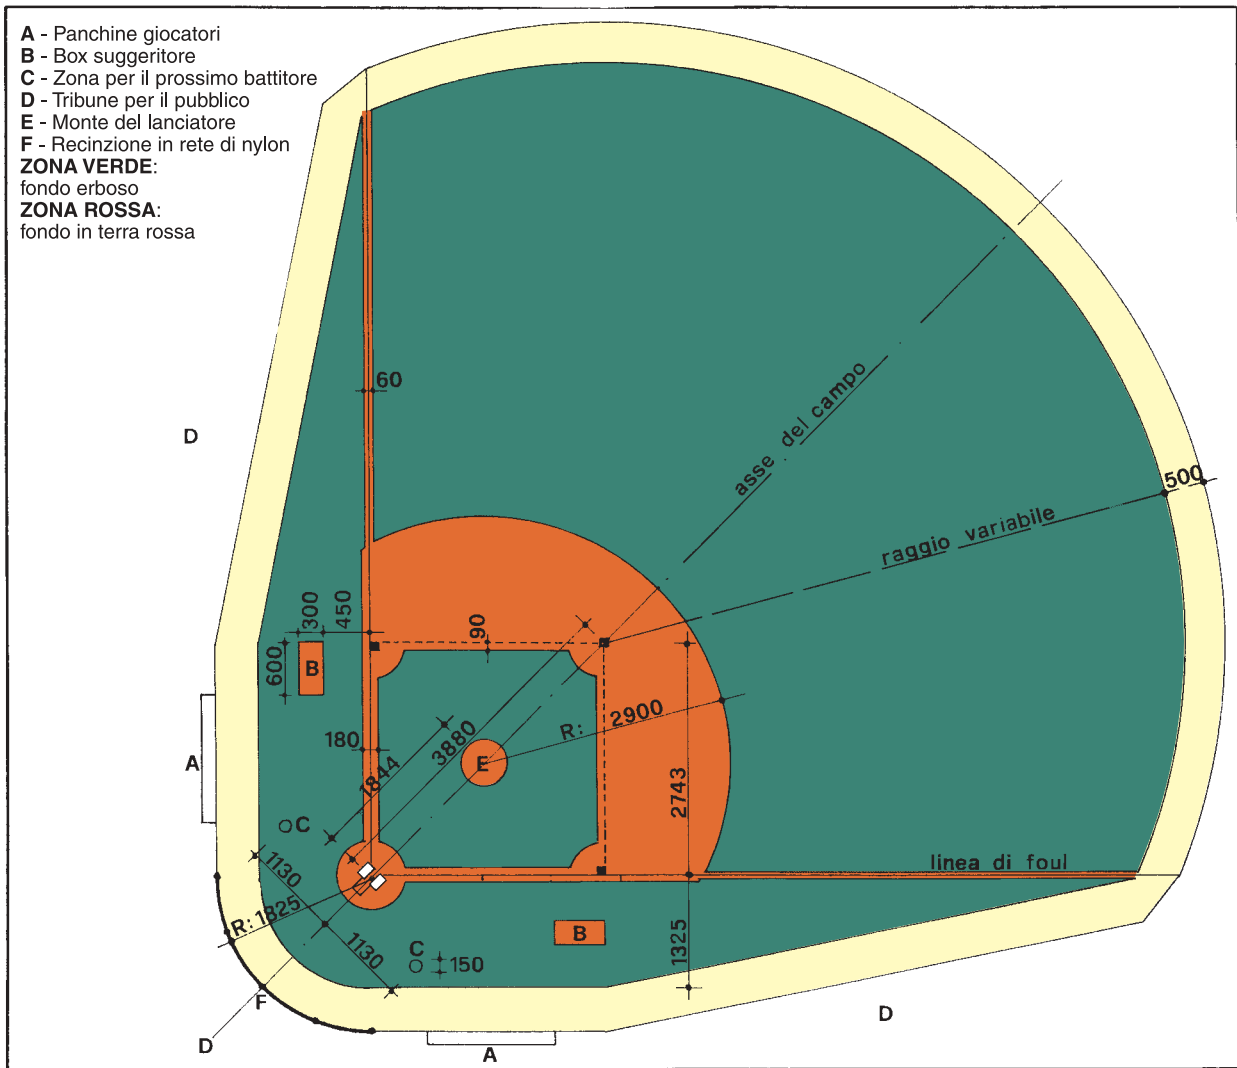 A - Panchine giocatori
B - Box suggeritore
C - Zona per il prossimo battitore
D - Tribune per il pubblico
E - Monte del lanciatore
F - Recinzione in rete di nylon
ZONA VERDE:
fondo erboso
ZONA ROSSA:
fondo in terra rossa
60
D
asse del campo
500
raggio variabile
300
450
90
600
B
R: 2900
180
3880
1844
E
A
2743
C
linea di foul
1130
R:1825
B
1325
C
1130
150
F
D
D
A